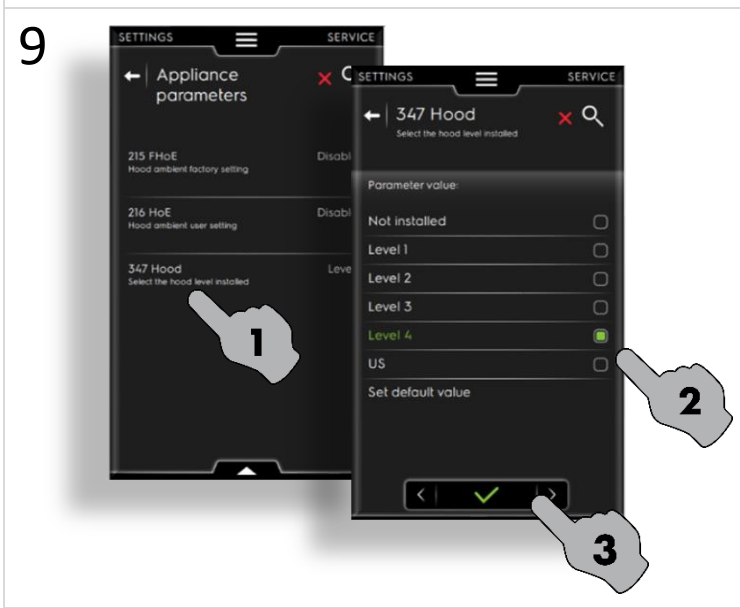 9
SETTINGS SERVICE
Appliance
parameters
215 FHoE
Hood ambient factory setting
216 HoE
Hood ambient user setting
347 Hood
Select the hood level installed
1
SETTINGS SERVICE
347 Hood
Select the hood level installed
Parameter value:
Not installed
Level 1
Level 2
Level 3
Level 4
US
Set default value
2
3